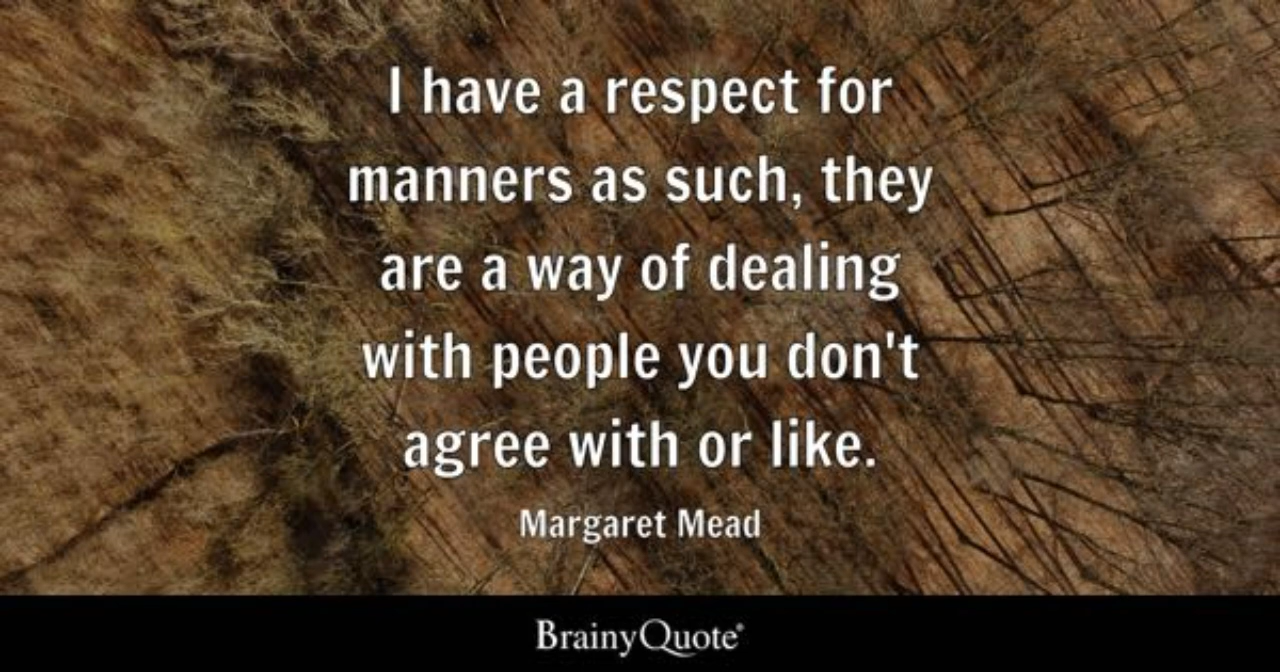 I have a respect for
manners as such, they
are a way of dealing
with people you don't
agree with or like.
Margaret Mead
BrainyQuote®